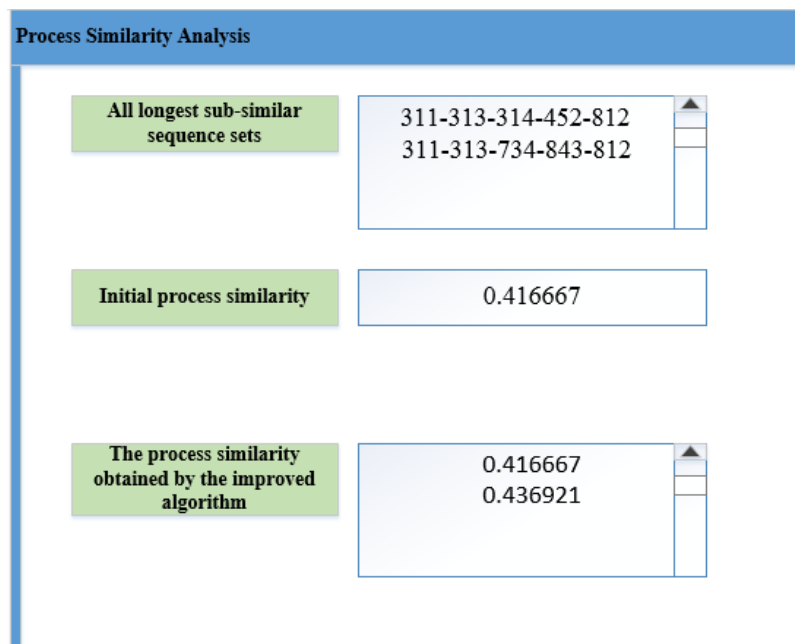 Process Similarity Analysis
All longest sub-similar
sequence sets
311-313-314-452-812
311-313-734-843-812
Initial process similarity
0.416667
The process similarity
obtained by the improved
algorithm
0.416667
0.436921